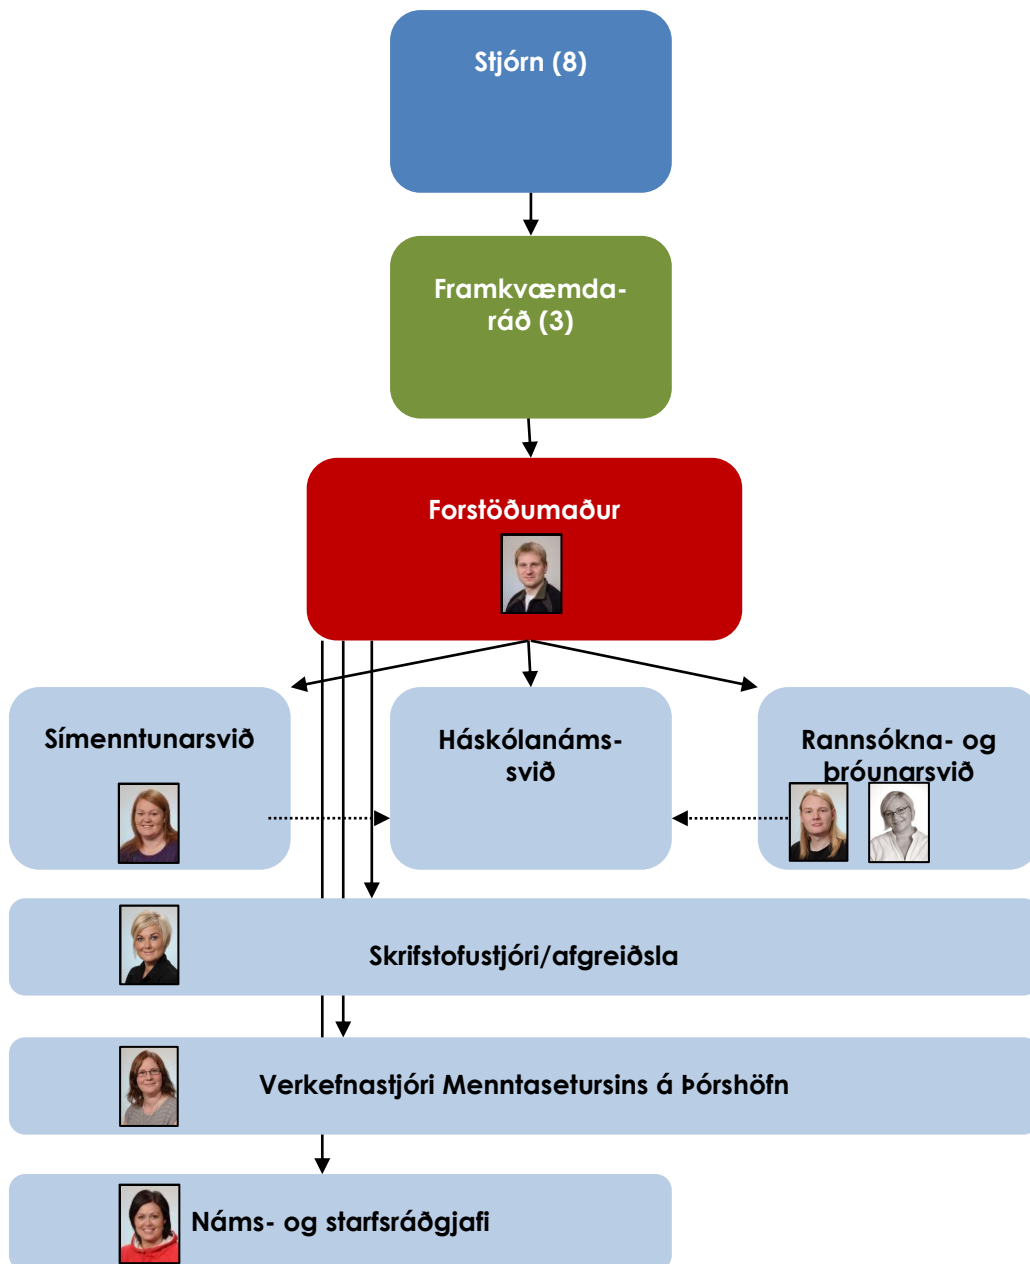 Stjórn (8)
Framkvæmda-
ráð (3)
Forstöðumaður
Símenntunarsvið
Háskólanáms-
svið
Rannsókna- og
þróunarsvið
Skrifstofustjóri/afgreiðsla
Verkefnastjóri Menntasetursins á Þórshöfn
Náms- og starfsráðgjafi